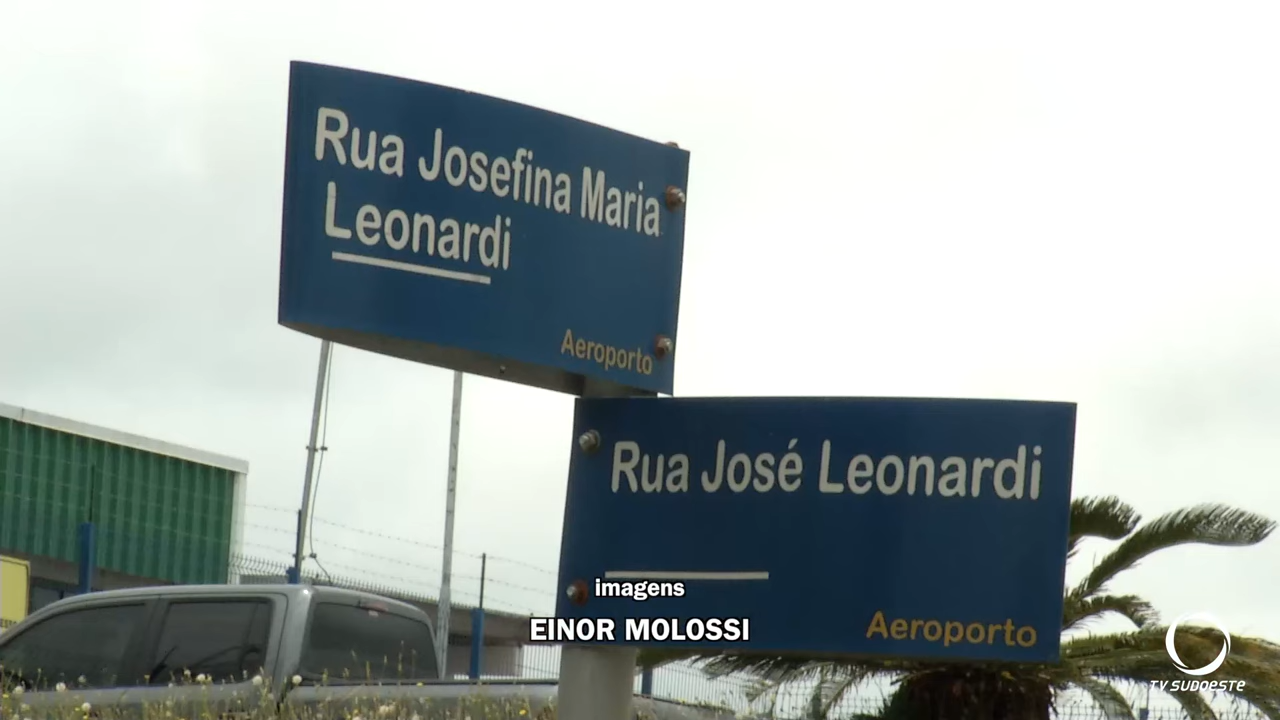 Rua Josefina Maria
Leonardi
Aeroporto
Rua José Leonardi
Aeroporto
imagens
EINOR MOLOSSI
TV SUDOESTE